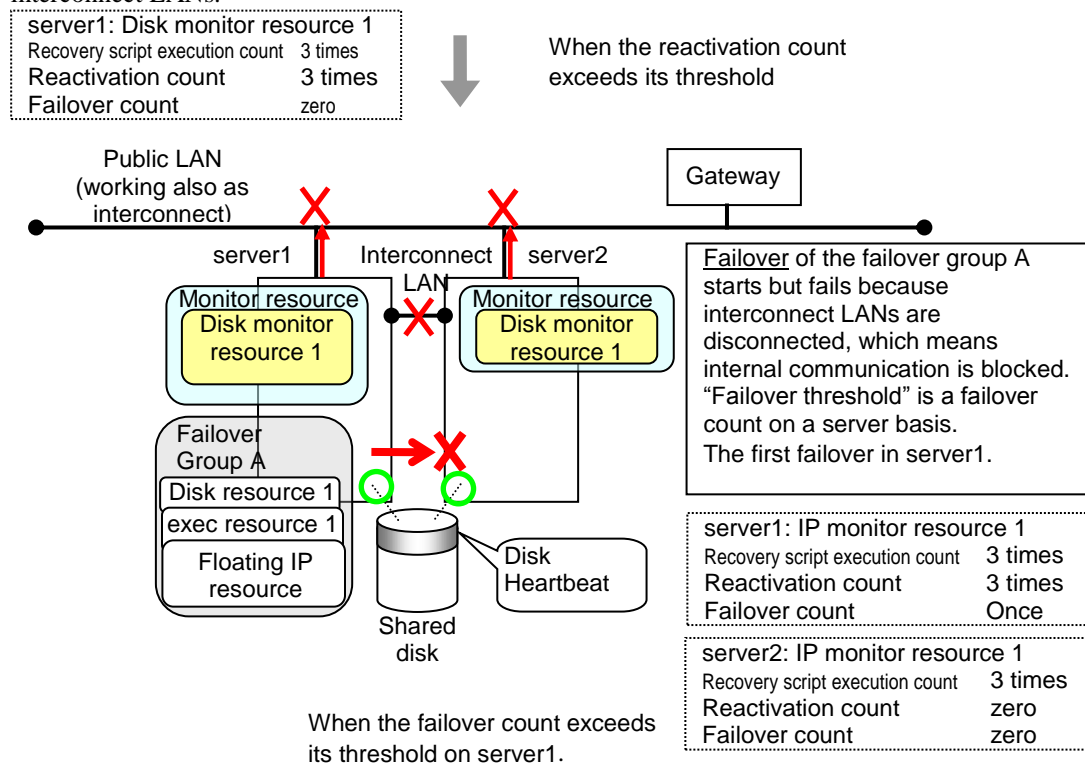 interconnect LANs.
server1: Disk monitor resource 1
Recovery script execution count 3 times
Reactivation count 3 times
Failover count zero
When the reactivation count
exceeds its threshold
Public LAN
(working also as
interconnect)
Gateway
server1
Interconnect
LAN
server2
Monitor resource
Disk monitor
resource 1
Monitor resource
Disk monitor
resource 1
Failover of the failover group A
starts but fails because
interconnect LANs are
disconnected, which means
internal communication is blocked.
“Failover threshold” is a failover
count on a server basis.
The first failover in server1.
Failover
Group A
Disk resource 1
exec resource 1
Floating IP
resource
Disk
Heartbeat
Shared
disk
server1: IP monitor resource 1
Recovery script execution count 3 times
Reactivation count 3 times
Failover count Once
server2: IP monitor resource 1
Recovery script execution count 3 times
Reactivation count zero
Failover count zero
When the failover count exceeds
its threshold on server1.